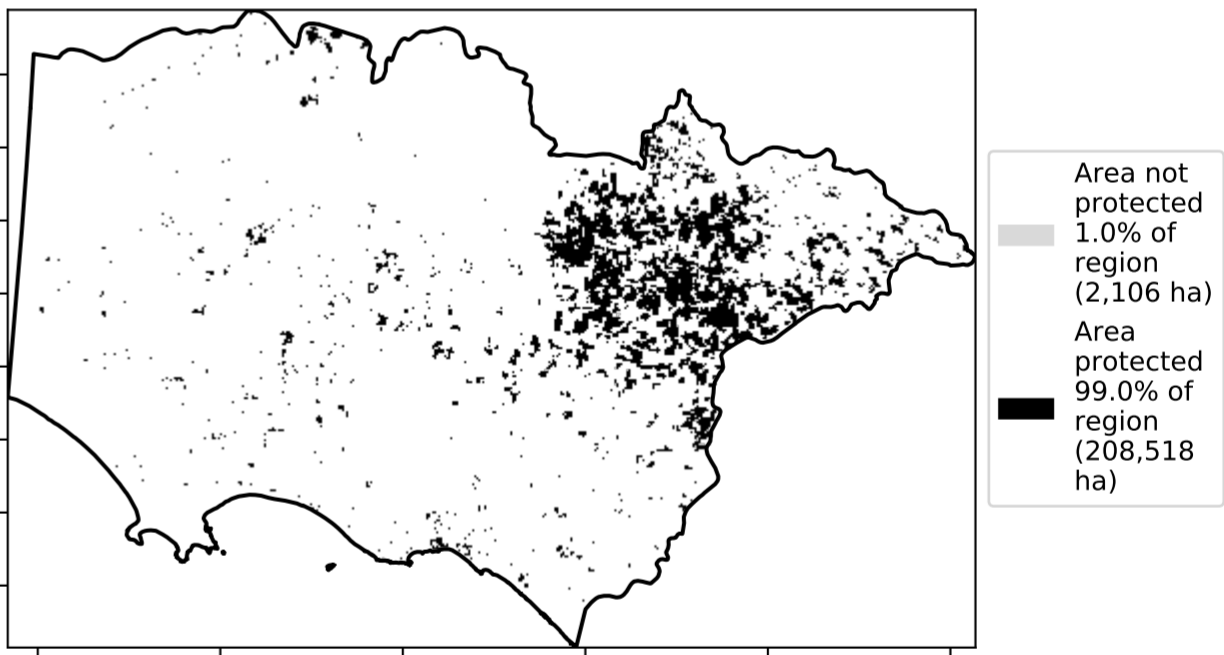 Area not
protected
1.0% of
region
(2,106 ha)
Area
protected
99.0% of
region
(208,518
ha)